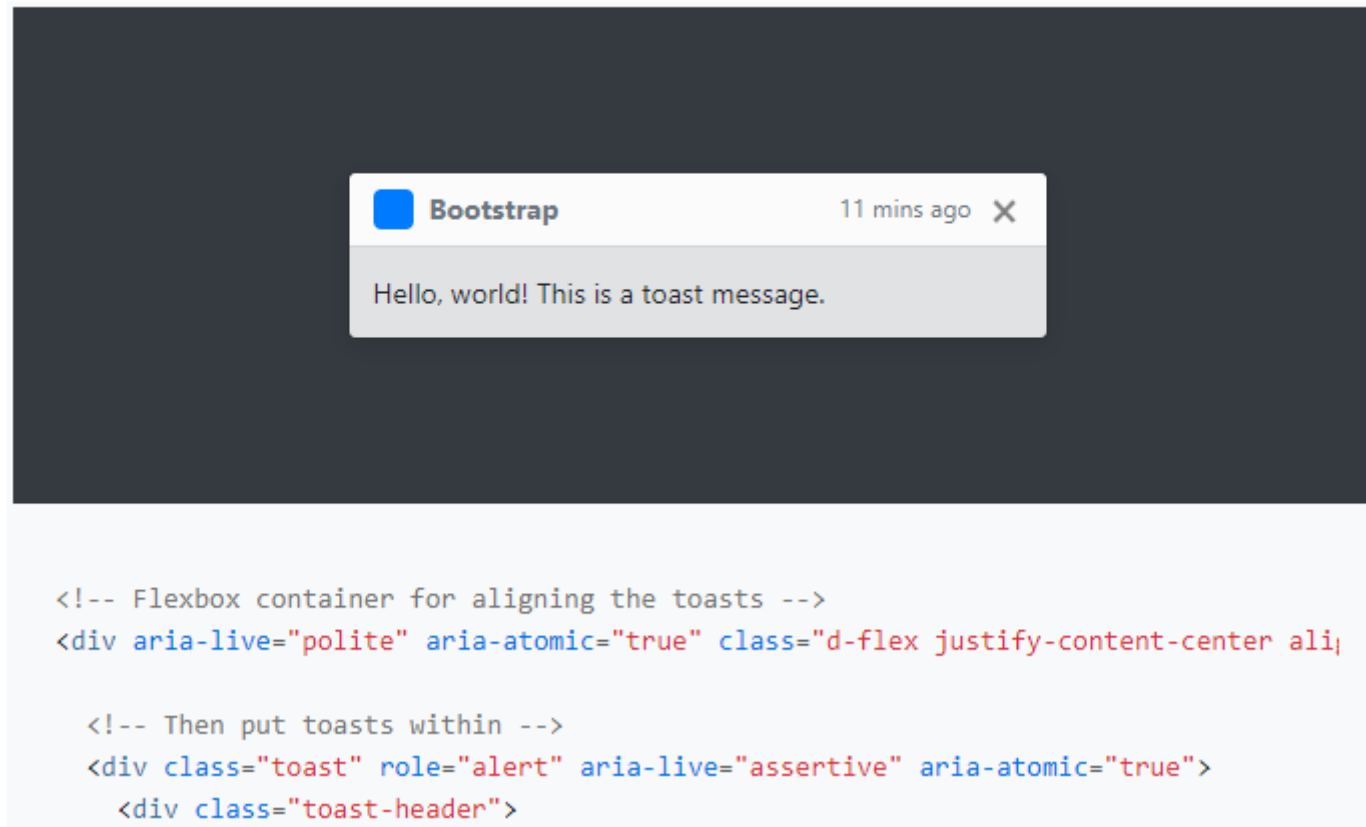 Bootstrap 11 mins ago ×
Hello, world! This is a toast message.
<!-- Flexbox container for aligning the toasts -->
<div aria-live="polite" aria-atomic="true" class="d-flex justify-content-center
<!-- Then put toasts within -->
<div class="toast" role="alert" aria-live="assertive" aria-atomic="true">
<div class="toast-header">